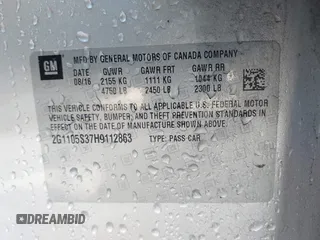 GM
MFD BY GENERAL MOTORS OF CANADA COMPANY
DATE GVWR GAWR FRT GAWR RR
08/16 2155 KG 1111 KG 1044 KG
4750 LB 2450 LB 2300 LB
THIS VEHICLE CONFORMS TO ALL APPLICABLE U.S. FEDERAL MOTOR
VEHICLE SAFETY, BUMPER, AND THEFT PREVENTION STANDARDS
IN EFFECT ON THE DATE OF MANUFACTURE SHOWN ABOVE.
2G1105S37H9112863 TYPE: PASS CAR
DREAMBID